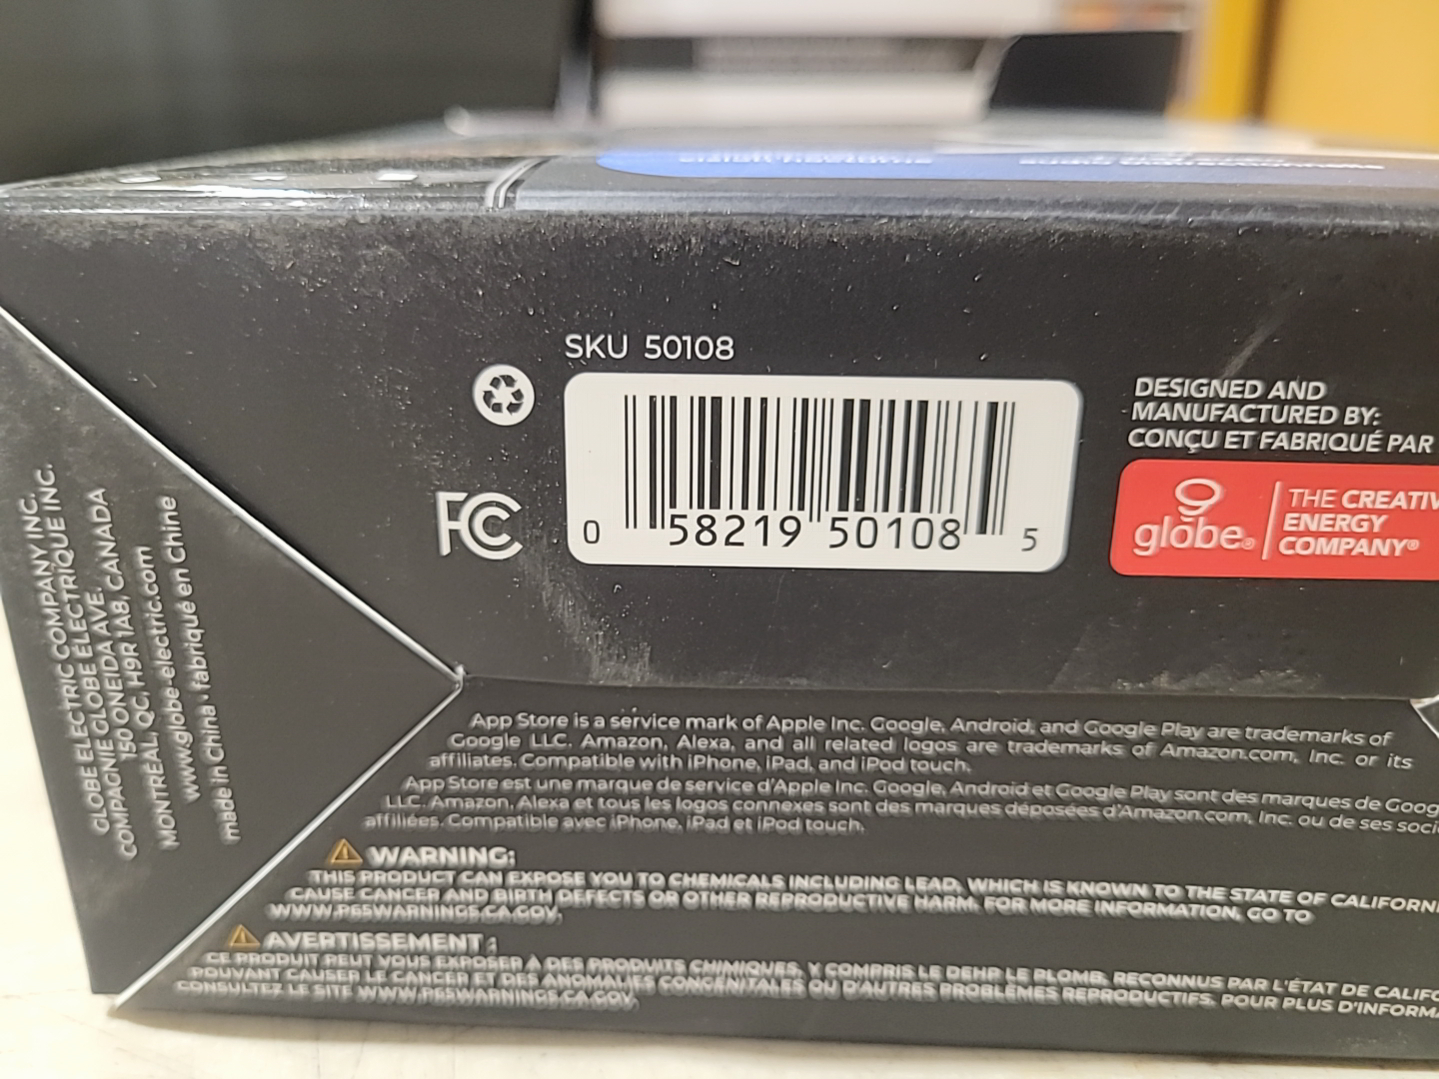 SKU 50108
FC
0 58219 50108 5
DESIGNED AND
MANUFACTURED BY:
CONÇU ET FABRIQUÉ PAR
globe®
THE CREATIV
ENERGY
COMPANY®
GLOBE ELECTRIC COMPANY INC.
COMPAGNIE GLOBE ÉLECTRIQUE INC.
150 ONEIDA AVE.
MONTRÉAL, QC, H9R 1A8, CANADA
www.globe-electric.com
made in China • fabriqué en Chine
App Store is a service mark of Apple Inc. Google, Android, and Google Play are trademarks of
Google LLC. Amazon, Alexa, and all related logos are trademarks of Amazon.com, Inc. or its
affiliates. Compatible with iPhone, iPad, and iPod touch.
App Store est une marque de service d'Apple Inc. Google, Android et Google Play sont des marques de Goog
LLC. Amazon, Alexa et tous les logos connexes sont des marques déposées d'Amazon.com, Inc. ou de ses soci
affiliées. Compatible avec iPhone, iPad et iPod touch.
WARNING:
THIS PRODUCT CAN EXPOSE YOU TO CHEMICALS INCLUDING LEAD, WHICH IS KNOWN TO THE STATE OF CALIFORN
CAUSE CANCER AND BIRTH DEFECTS OR OTHER REPRODUCTIVE HARM. FOR MORE INFORMATION, GO TO
WWW.P65WARNINGS.CA.GOV.
AVERTISSEMENT :
CE PRODUIT PEUT VOUS EXPOSER À DES PRODUITS CHIMIQUES, Y COMPRIS LE DEHP LE PLOMB, RECONNUS PAR L'ÉTAT DE CALIFO
POUVANT CAUSER LE CANCER ET DES ANOMALIES CONGÉNITALES OU D'AUTRES PROBLÈMES REPRODUCTIFS. POUR PLUS D'INFORMA
CONSULTEZ LE SITE WWW.P65WARNINGS.CA.GOV.